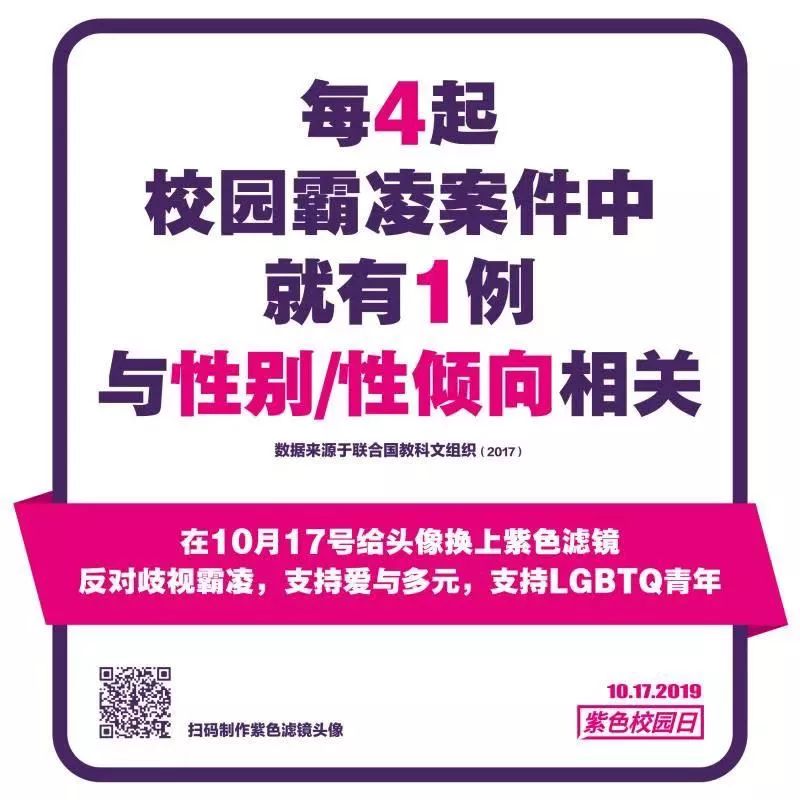 每4起
校园霸凌案件中
就有1例
与性别/性倾向相关
数据来源于联合国教科文组织（2017）
在10月17号给头像换上紫色滤镜
反对歧视霸凌，支持爱与多元，支持LGBTQ青年
扫码制作紫色滤镜头像
10.17.2019
紫色校园日